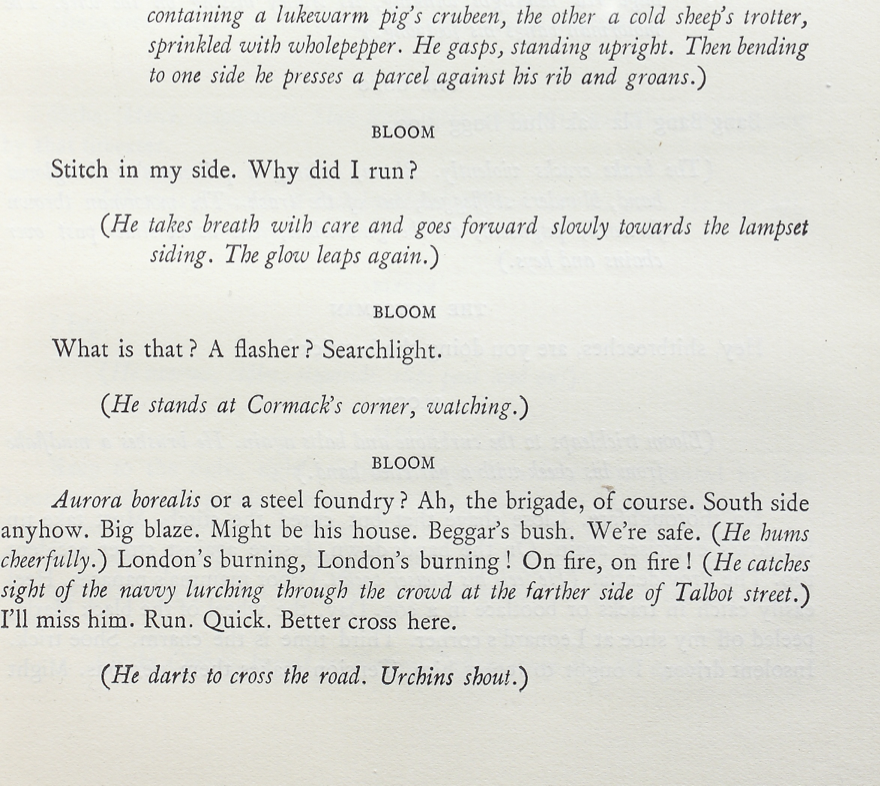 containing a lukewarm pig's crubeen, the other a cold sheep's trotter,
sprinkled with wholepepper. He gasps, standing upright. Then bending
to one side he presses a parcel against his rib and groans.)
BLOOM
Stitch in my side. Why did I run?
(He takes breath with care and goes forward slowly towards the lampset
siding. The glow leaps again.)
BLOOM
What is that? A flasher? Searchlight.
(He stands at Cormack's corner, watching.)
BLOOM
Aurora borealis or a steel foundry? Ah, the brigade, of course. South side
anyhow. Big blaze. Might be his house. Beggar's bush. We're safe. (He hums
cheerfully.) London's burning, London's burning! On fire, on fire! (He catches
sight of the navvy lurching through the crowd at the farther side of Talbot street.)
I'll miss him. Run. Quick. Better cross here.
(He darts to cross the road. Urchins shout.)